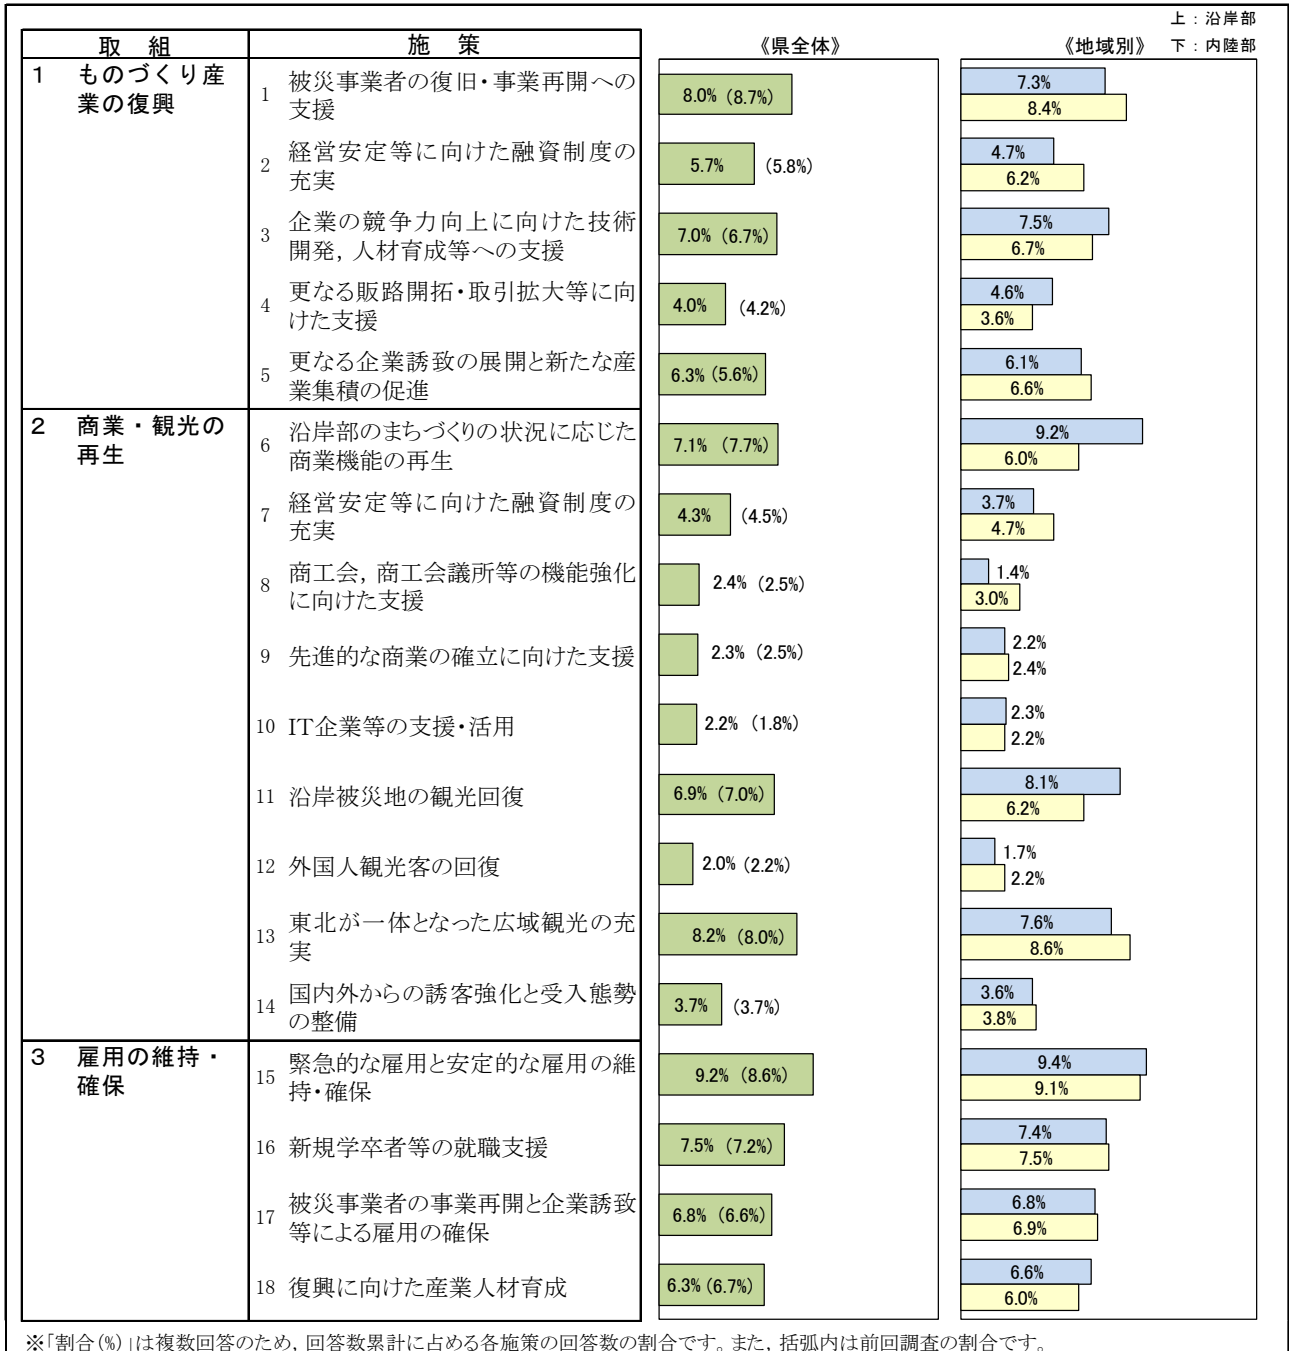 上：沿岸部
取　組
施　策
《県全体》
《地域別》
下：内陸部
1
ものづくり産
業の復興
1
被災事業者の復旧・事業再開への
支援
8.0% (8.7%)
7.3%
8.4%
2
経営安定等に向けた融資制度の
充実
5.7%
(5.8%)
4.7%
6.2%
3
企業の競争力向上に向けた技術
開発，人材育成等への支援
7.0% (6.7%)
7.5%
6.7%
4
更なる販路開拓・取引拡大等に向
けた支援
4.0%
(4.2%)
4.6%
3.6%
5
更なる企業誘致の展開と新たな産
業集積の促進
6.3% (5.6%)
6.1%
6.6%
2
商業・観光の
再生
6
沿岸部のまちづくりの状況に応じた
商業機能の再生
7.1% (7.7%)
9.2%
6.0%
7
経営安定等に向けた融資制度の
充実
4.3%
(4.5%)
3.7%
4.7%
8
商工会，商工会議所等の機能強化
に向けた支援
2.4% (2.5%)
1.4%
3.0%
9
先進的な商業の確立に向けた支援
2.3% (2.5%)
2.2%
2.4%
10
IT企業等の支援・活用
2.2% (1.8%)
2.3%
2.2%
11
沿岸被災地の観光回復
6.9% (7.0%)
8.1%
6.2%
12
外国人観光客の回復
2.0% (2.2%)
1.7%
2.2%
13
東北が一体となった広域観光の充
実
8.2% (8.0%)
7.6%
8.6%
14
国内外からの誘客強化と受入態勢
の整備
3.7%
(3.7%)
3.6%
3.8%
3
雇用の維持・
確保
15
緊急的な雇用と安定的な雇用の維
持・確保
9.2% (8.6%)
9.4%
9.1%
16
新規学卒者等の就職支援
7.5% (7.2%)
7.4%
7.5%
17
被災事業者の事業再開と企業誘致
等による雇用の確保
6.8% (6.6%)
6.8%
6.9%
18
復興に向けた産業人材育成
6.3% (6.7%)
6.6%
6.0%
※「割合(%)」は複数回答のため，回答数累計に占める各施策の回答数の割合です。また，括弧内は前回調査の割合です。